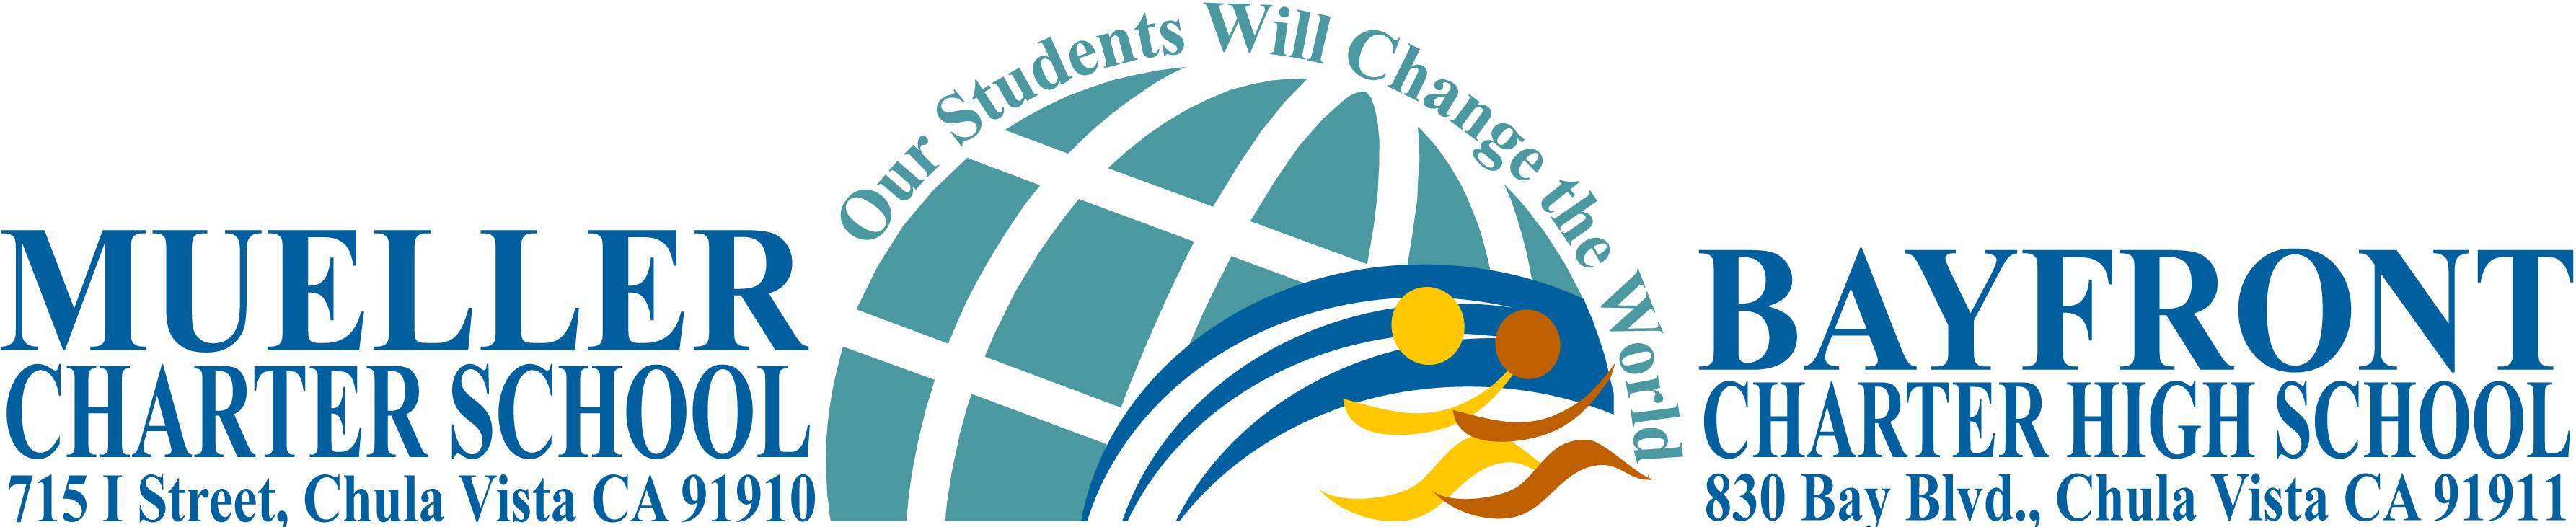 Our Students Will Change the World
MUELLER
CHARTER SCHOOL
715 I Street, Chula Vista CA 91910
BAYFRONT
CHARTER HIGH SCHOOL
830 Bay Blvd., Chula Vista CA 91911